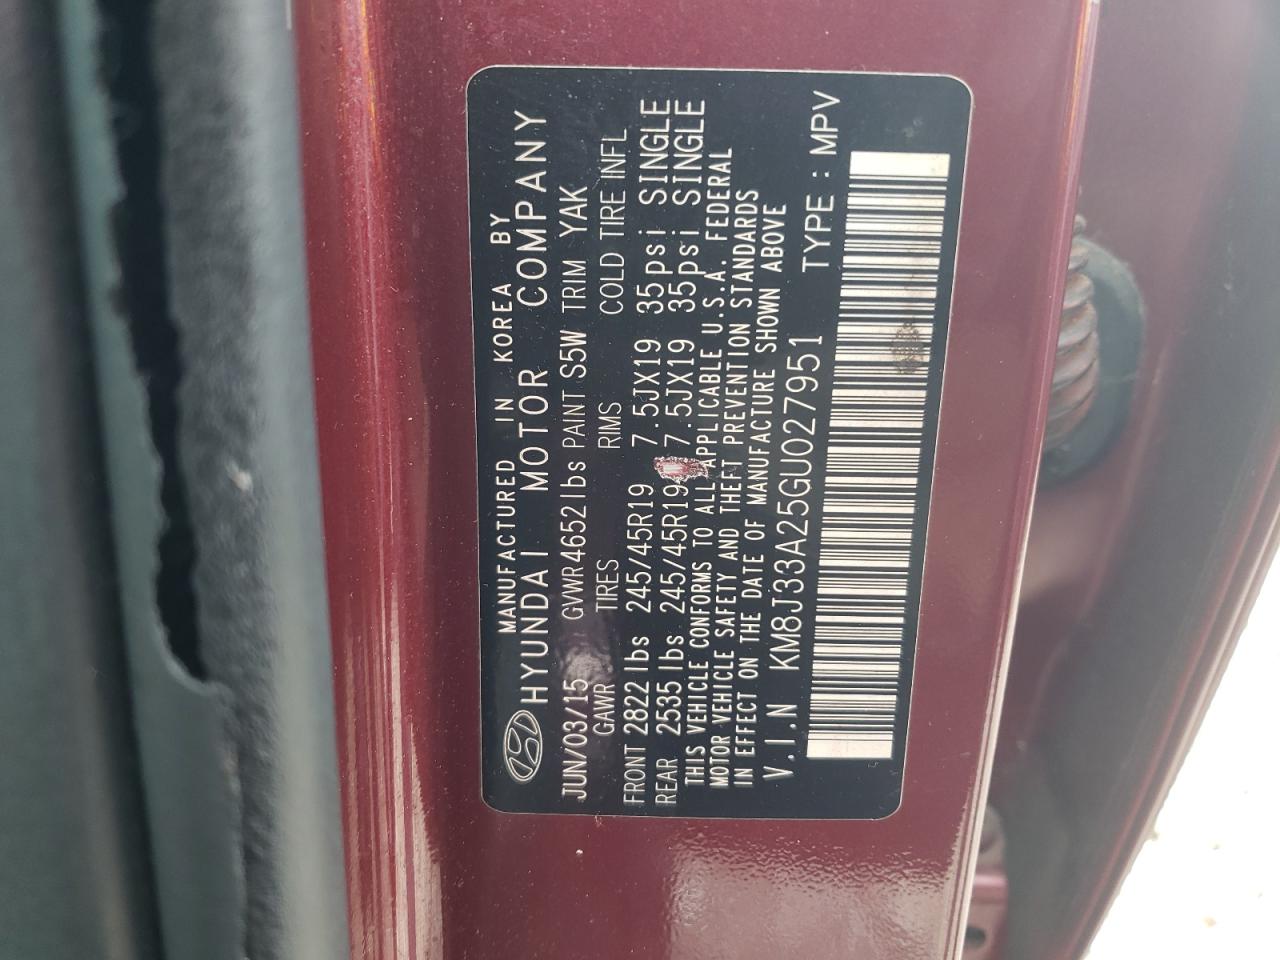 MANUFACTURED IN KOREA BY
HYUNDAI MOTOR COMPANY
JUN/03/15 GVWR4652lbs PAINT S5W TRIM YAK
GAWR TIRES RIMS COLD TIRE INFL
FRONT 2822 lbs 245/45R19 7.5JX19 35psi SINGLE
REAR 2535 lbs 245/45R19 7.5JX19 35psi SINGLE
THIS VEHICLE CONFORMS TO ALL APPLICABLE U.S.A. FEDERAL
MOTOR VEHICLE SAFETY AND THEFT PREVENTION STANDARDS
IN EFFECT ON THE DATE OF MANUFACTURE SHOWN ABOVE
V.I.N KM8J33A25GU027951 TYPE : MPV